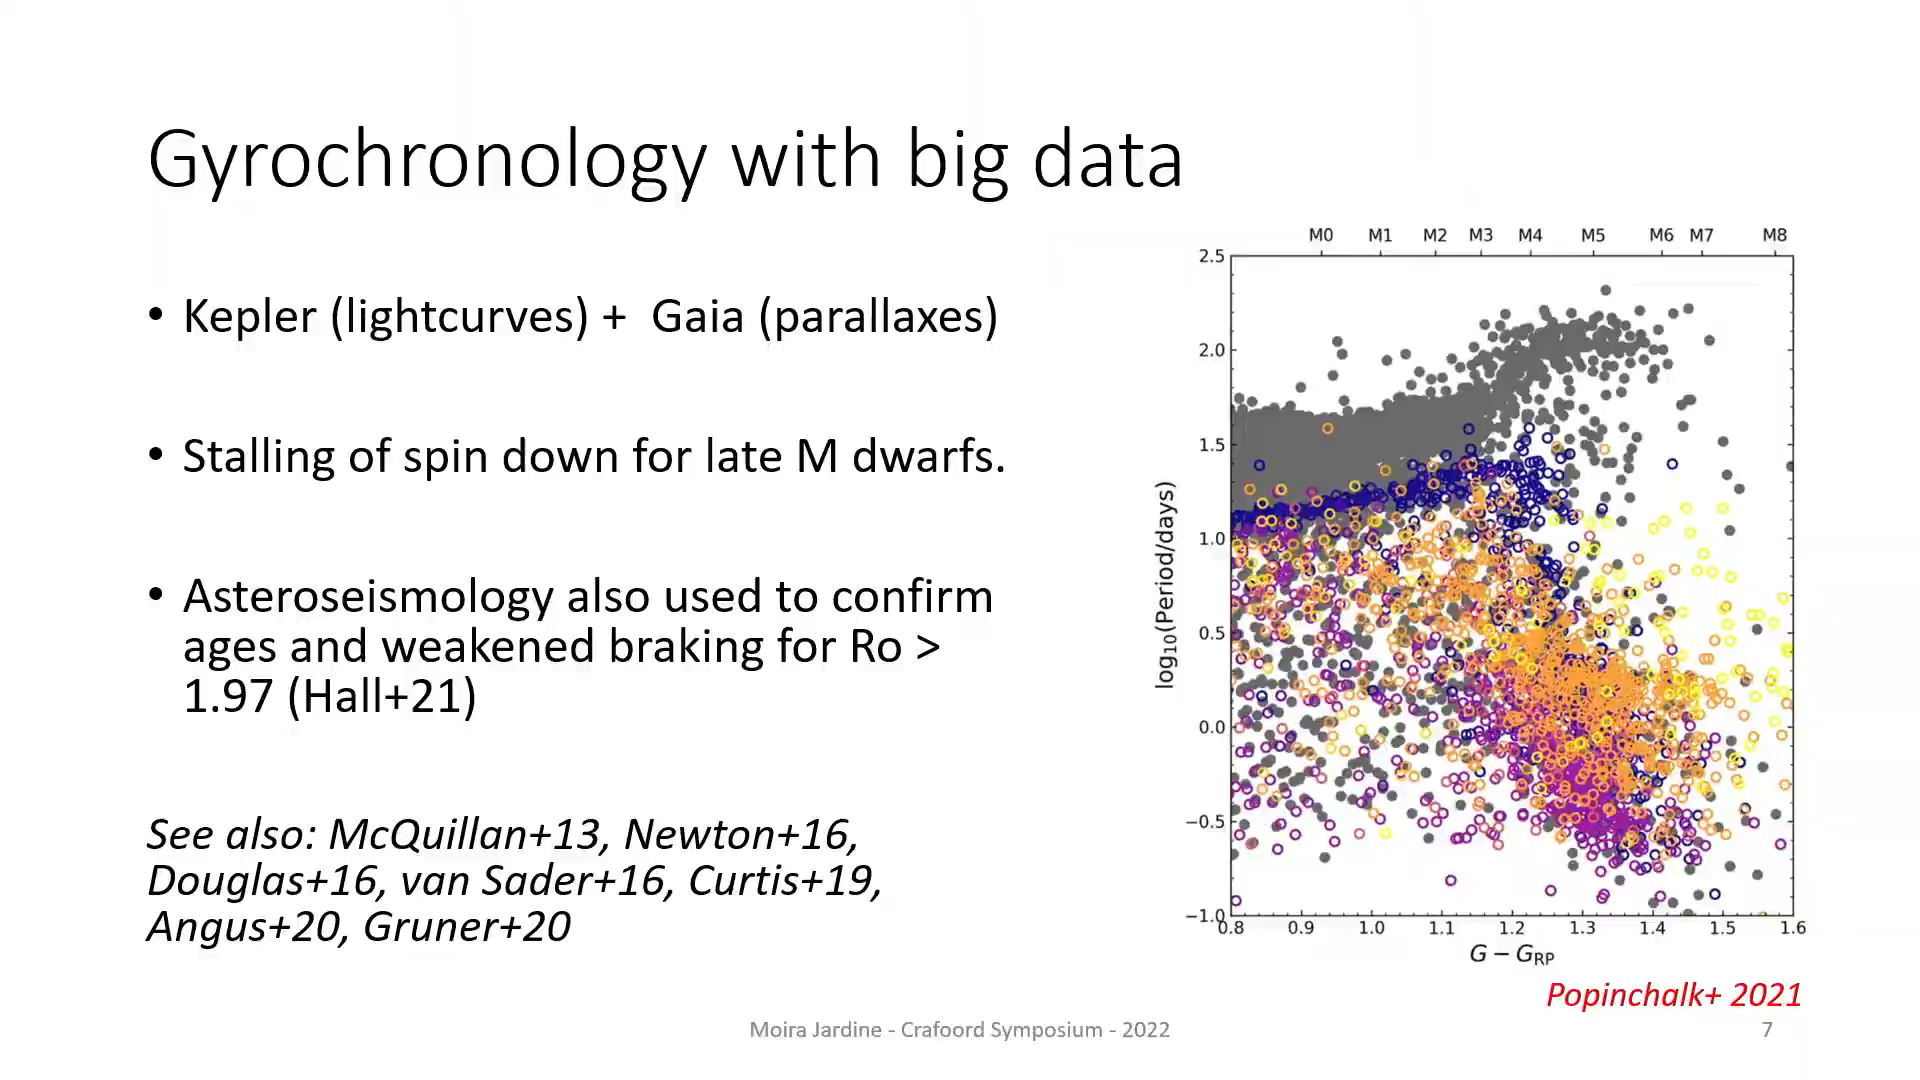 Gyrochronology with big data
• Kepler (lightcurves) +  Gaia (parallaxes)
• Stalling of spin down for late M dwarfs.
• Asteroseismology also used to confirm
ages and weakened braking for Ro >
1.97 (Hall+21)
See also: McQuillan+13, Newton+16,
Douglas+16, van Sader+16, Curtis+19,
Angus+20, Gruner+20
M0 M1 M2 M3 M4 M5 M6 M7 M8
2.5
2.0
1.5
1.0
0.5
0.0
−0.5
−1.0
log₁₀(Period/days)
0.8 0.9 1.0 1.1 1.2 1.3 1.4 1.5 1.6
G − G_RP
Popinchalk+ 2021
Moira Jardine - Crafoord Symposium - 2022
7